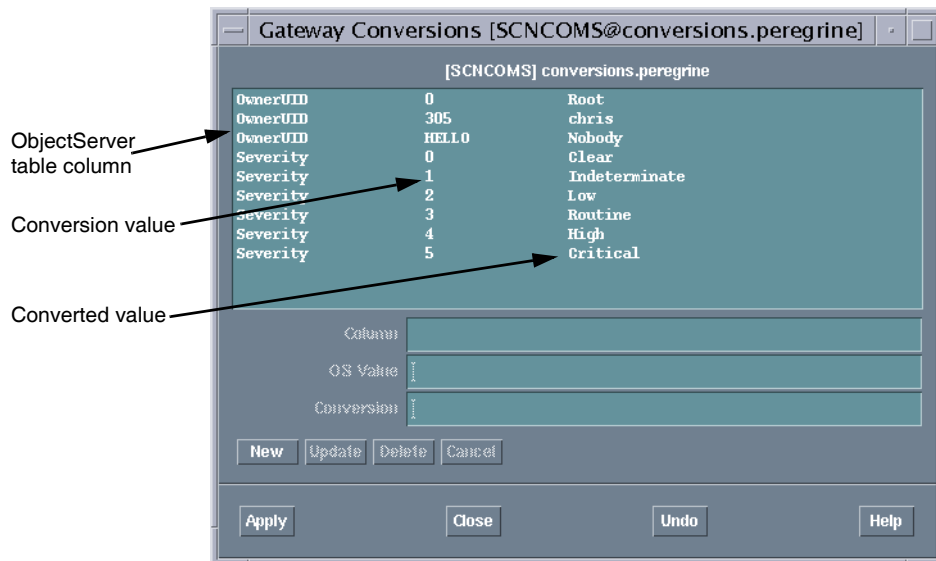 Gateway Conversions [SCNCOMS@conversions.peregrine]
[SCNCOMS] conversions.peregrine
OwnerUID 0 Root
OwnerUID 305 chris
OwnerUID HELLO Nobody
Severity 0 Clear
Severity 1 Indeterminate
Severity 2 Low
Severity 3 Routine
Severity 4 High
Severity 5 Critical
ObjectServer
table column
Conversion value
Converted value
Column
OS Value
Conversion
New Update Delete Cancel
Apply Close Undo Help